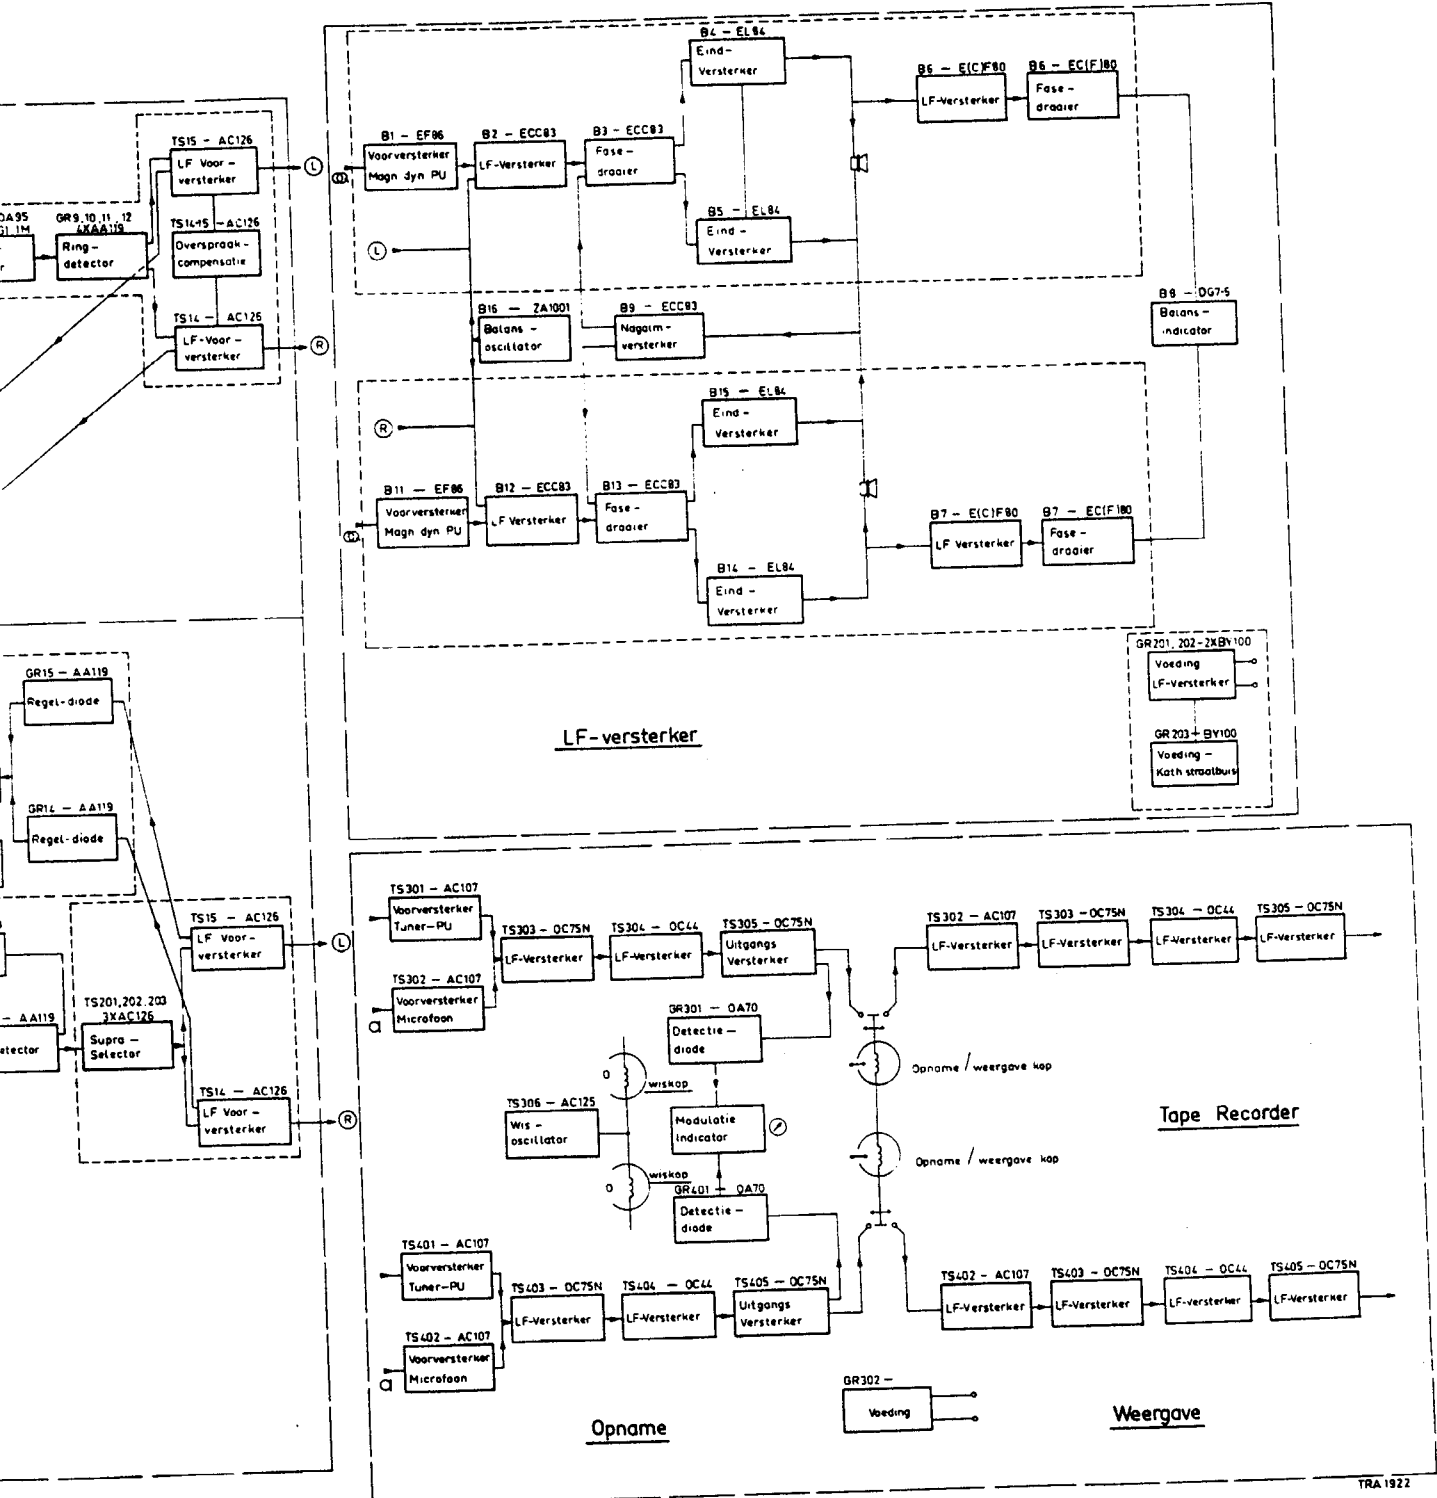 TS15 – AC126
LF Voor –
versterker
L
OA95
GR9,10,11,12
4XAA119
Ring –
detector
TS14-15 – AC126
Overspraak–
compensatie
TS14 – AC126
LF-Voor –
versterker
R
B1 – EF86
Voorversterker
Magn dyn PU
B2 – ECC83
LF-Versterker
B3 – ECC83
Fase –
draaier
B4 – EL84
Eind–
Versterker
B5 – EL84
Eind –
Versterker
B6 – E(C)F80
LF-Versterker
B6 – EC(F)80
Fase –
draaier
L
B16 – ZA1001
Balans –
oscillator
B9 – ECC83
Nagalm–
versterker
B8 – DG7-5
Balans–
indicator
R
B15 – EL84
Eind –
Versterker
B11 – EF86
Voorversterker
Magn dyn PU
B12 – ECC83
LF Versterker
B13 – ECC83
Fase –
draaier
B14 – EL84
Eind –
Versterker
B7 – E(C)F80
LF Versterker
B7 – EC(F)80
Fase –
draaier
GR201, 202-2XBY100
Voeding
LF-Versterker
GR203 – BY100
Voeding –
Kath straalbuis
LF-versterker
GR15 – AA119
Regel-diode
GR14 – AA119
Regel-diode
TS15 – AC126
LF Voor –
versterker
L
– AA119
etector
TS201,202.203
3XAC126
Supra –
Selector
TS14 – AC126
LF Voor –
versterker
R
TS301 – AC107
Voorversterker
Tuner-PU
TS302 – AC107
Voorversterker
Microfoon
TS303 – OC75N
LF-Versterker
TS304 – OC44
LF-Versterker
TS305 – OC75N
Uitgangs
Versterker
TS302 – AC107
LF-Versterker
TS303 – OC75N
LF-Versterker
TS304 – OC44
LF-Versterker
TS305 – OC75N
LF-Versterker
GR301 – OA70
Detectie –
diode
wiskop
TS306 – AC125
Wis –
oscillator
Modulatie
Indicator
wiskop
GR401 – OA70
Detectie –
diode
Opname / weergave kop
Opname / weergave kop
Tape Recorder
TS401 – AC107
Voorversterker
Tuner–PU
TS402 – AC107
Voorversterker
Microfoon
TS403 – OC75N
LF-Versterker
TS404 – OC44
LF-Versterker
TS405 – OC75N
Uitgangs
Versterker
TS402 – AC107
LF-Versterker
TS403 – OC75N
LF-Versterker
TS404 – OC44
LF-Versterker
TS405 – OC75N
LF-Versterker
GR302 –
Voeding
Opname
Weergave
TRA 1922